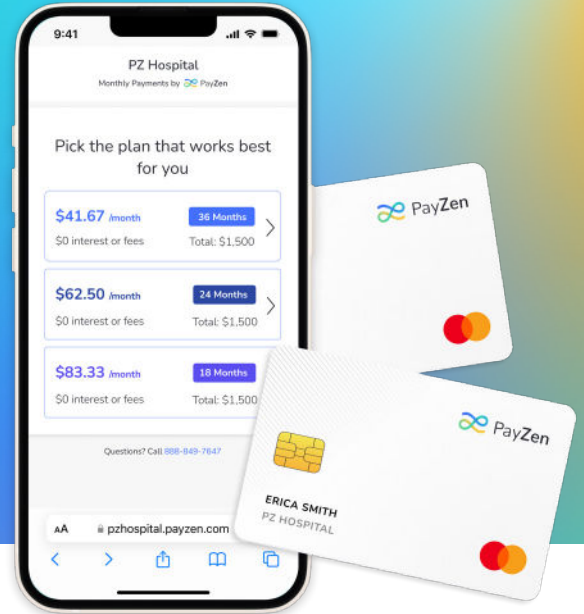 9:41
PZ Hospital
Monthly Payments by PayZen
Pick the plan that works best
for you
$41.67 /month
36 Months
$0 interest or fees
Total: $1,500
$62.50 /month
24 Months
$0 interest or fees
Total: $1,500
$83.33 /month
18 Months
$0 interest or fees
Total: $1,500
Questions? Call 888-849-7647
AA
pzhospital.payzen.com
PayZen
PayZen
ERICA SMITH
PZ HOSPITAL